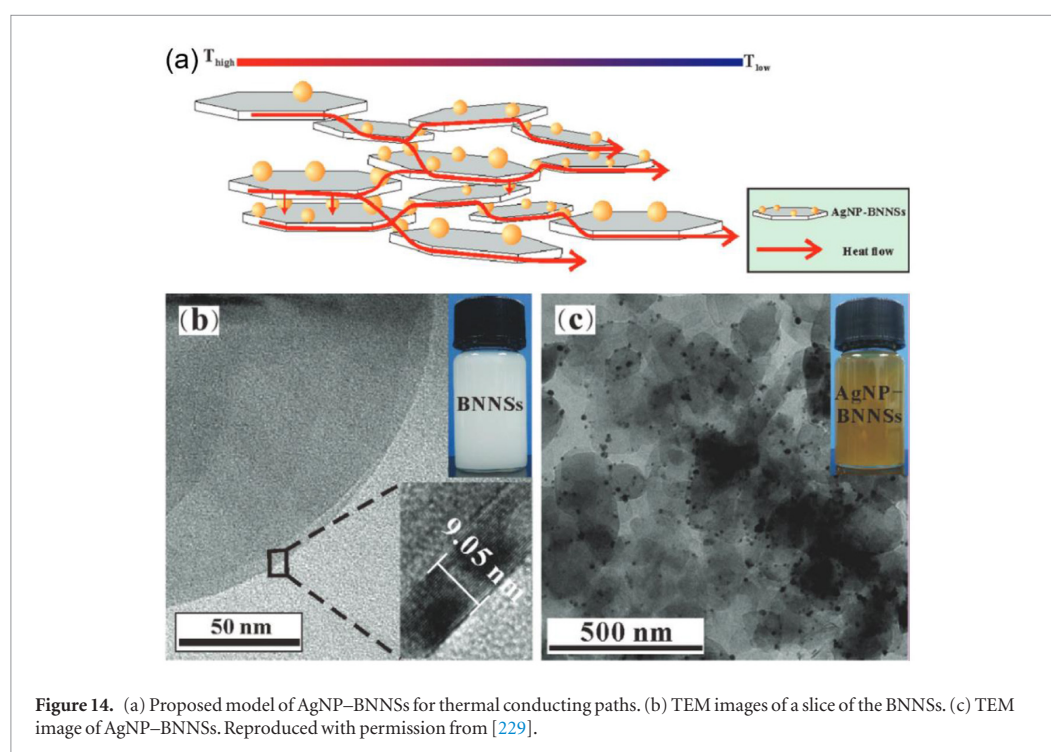 (a) T high T low
AgNP-BNNSs
Heat flow
(b)
BNNSs
9.05 nm
50 nm
(c)
AgNP–
BNNSs
500 nm
Figure 14. (a) Proposed model of AgNP–BNNSs for thermal conducting paths. (b) TEM images of a slice of the BNNSs. (c) TEM
image of AgNP–BNNSs. Reproduced with permission from [229].